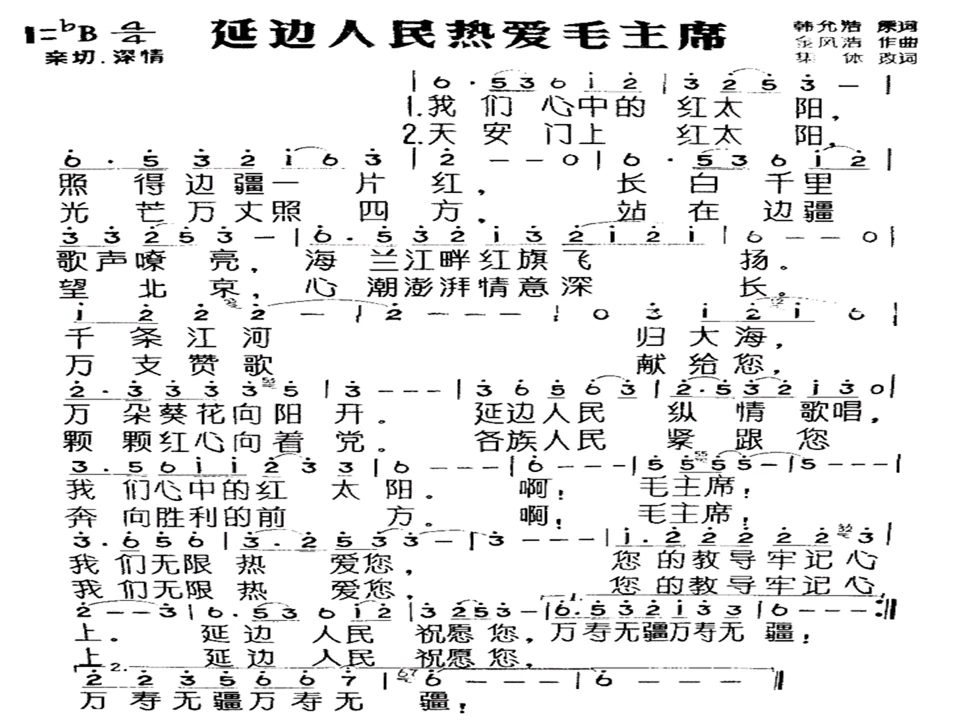 1=ᵇB 4/4 延边人民热爱毛主席 韩允浩 原词
亲切.深情 金凤浩 作曲
集 体 改词
| 6 · 5 3 6 i 2 | 3 2 5 3 — |
1.我 们 心中的 红太 阳,
2.天 安 门上 红太 阳,
6 · 5 3 2 i 6 3 | 2 - - 0 | 6 · 5 3 6 i 2 |
照 得边疆一 片 红, 长 白 千里
光 芒万丈照 四 方, 站 在 边疆
3 3 2 5 3 — | 6 · 5 3 2 i 3 2 i 2 i | 6 - - 0 |
歌声嘹 亮, 海 兰江畔红旗飞 扬。
望 北 京, 心 潮澎湃情意深 长。
i 2 2 2 — | 2 - - - | 0 3 i 2 i 6 |
千 条 江 河 归 大 海,
万 支 赞 歌 献 给 您,
2 · 3 3 3 3 5 | 3 - - - | 3 6 5 6 3 | 2 · 5 3 2 i 3 0 |
万 朵葵花向阳 开。 延边人民 纵 情 歌唱,
颗 颗红心向着 党。 各族人民 紧 跟 您
3 · 5 6 i i 2 3 3 | 6 - - - | 6 - - - | 5 5 5 5 - | 5 - - - |
我 们心中的红 太 阳。 啊! 毛主席!
奔 向胜利的前 方。 啊! 毛主席!
3 · 6 5 6 | 3 · 2 5 3 3 - | 3 - - - | i · 2 2 2 2 2 3 |
我 们无限 热 爱您, 您 的教导牢记心
我 们无限 热 爱您, 您 的教导牢记心
2 - - 3 | 6 · 5 3 6 i 2 | 3 2 5 3 - | 6 · 5 3 2 i 3 3 | 6 - - - :||
上。 延边 人民 祝愿您,万寿无疆万寿无 疆!
上 延边 人民 祝愿您,
2.
2 · 2 3 5 6 6 7 | 6 - - - | 6 - - - ||
万 寿无疆万寿无 疆!